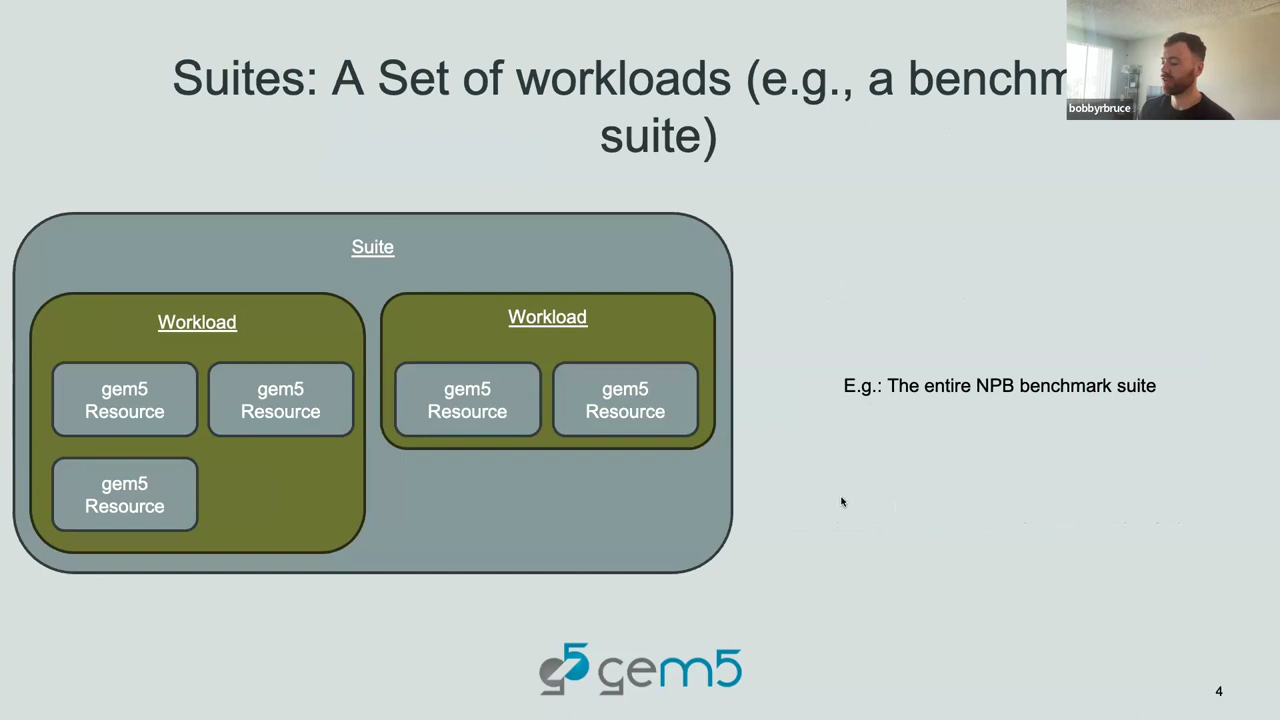 Suites: A Set of workloads (e.g., a benchm
suite)
bobbyrbruce
Suite
Workload
Workload
gem5
Resource
gem5
Resource
gem5
Resource
gem5
Resource
gem5
Resource
E.g.: The entire NPB benchmark suite
g5 gem5
4